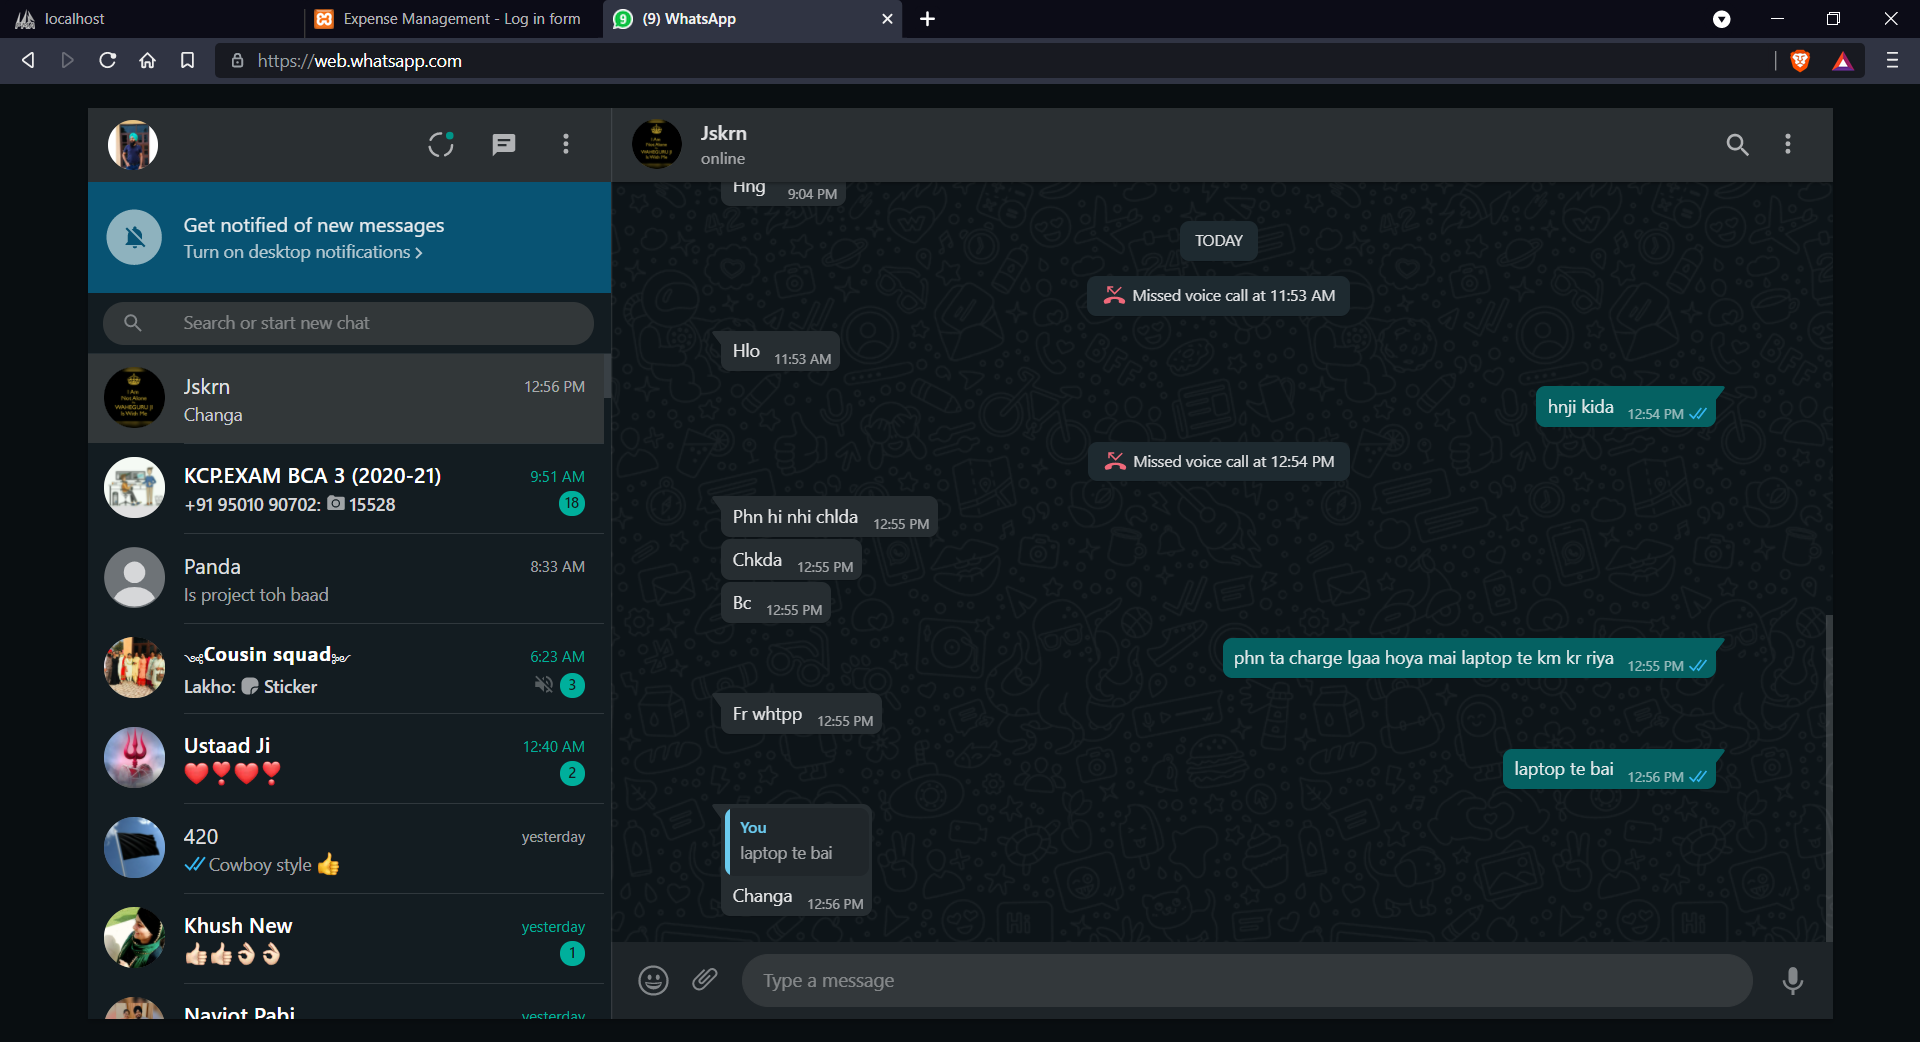 localhost
Expense Management - Log in form
(9) WhatsApp
https://web.whatsapp.com
Get notified of new messages
Turn on desktop notifications >
Search or start new chat
Jskrn
12:56 PM
Changa
KCP.EXAM BCA 3 (2020-21)
9:51 AM
+91 95010 90702: 📷 15528
18
Panda
8:33 AM
Is project toh baad
Cousin squad
6:23 AM
Lakho: Sticker
3
Ustaad Ji
12:40 AM
❤❣❤❣
2
420
yesterday
Cowboy style 👍
Khush New
yesterday
👍🏻👍🏻👌🏻👌🏻
1
Navjot Pabi
yesterday
Jskrn
online
Hng 9:04 PM
TODAY
Missed voice call at 11:53 AM
Hlo 11:53 AM
hnji kida 12:54 PM
Missed voice call at 12:54 PM
Phn hi nhi chlda 12:55 PM
Chkda 12:55 PM
Bc 12:55 PM
phn ta charge lgaa hoya mai laptop te km kr riya 12:55 PM
Fr whtpp 12:55 PM
laptop te bai 12:56 PM
You
laptop te bai
Changa 12:56 PM
Type a message